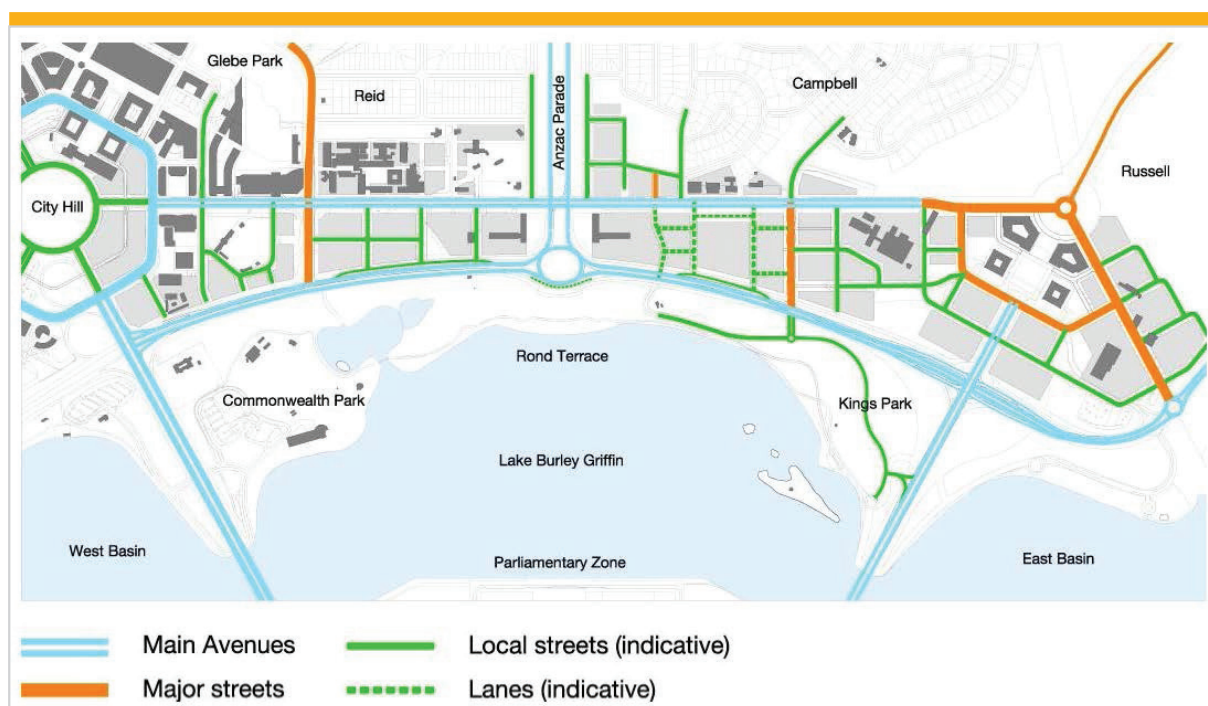 Glebe Park
Reid
Anzac Parade
Campbell
Russell
City Hill
Rond Terrace
Commonwealth Park
Kings Park
Lake Burley Griffin
West Basin
Parliamentary Zone
East Basin
Main Avenues
Local streets (indicative)
Major streets
Lanes (indicative)